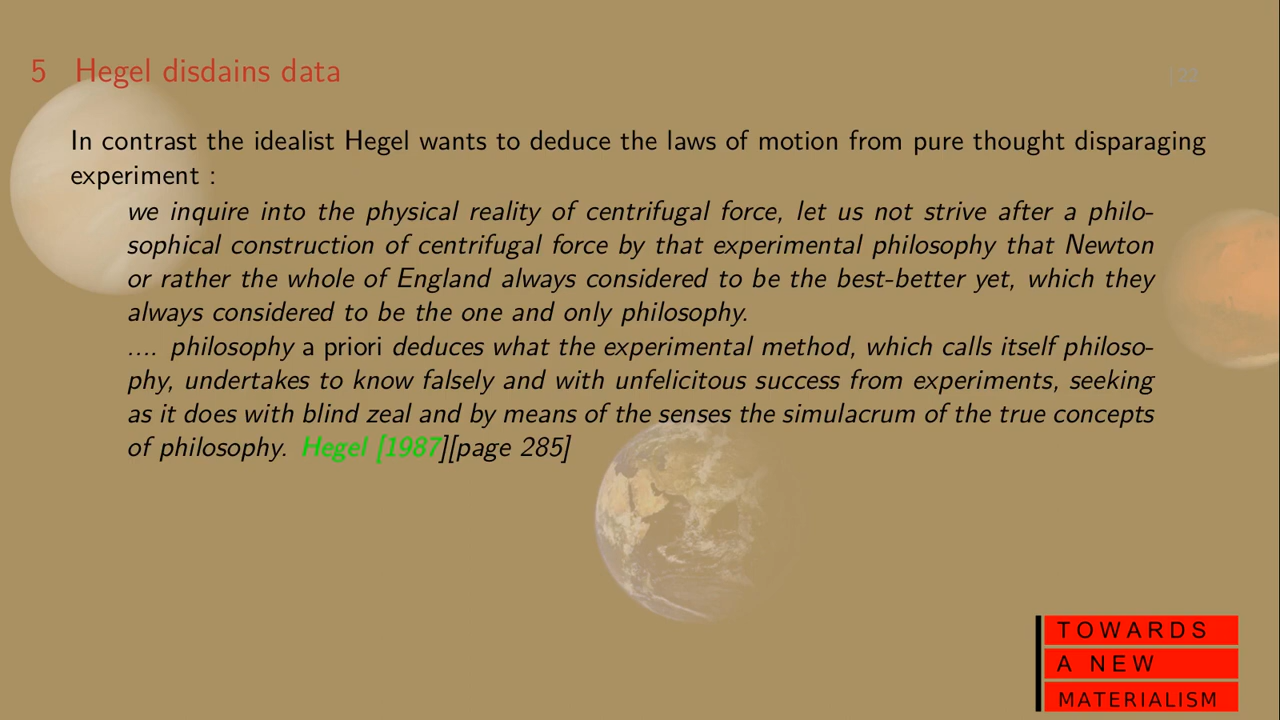 5 Hegel disdains data
|22
In contrast the idealist Hegel wants to deduce the laws of motion from pure thought disparaging
experiment :
we inquire into the physical reality of centrifugal force, let us not strive after a philo-
sophical construction of centrifugal force by that experimental philosophy that Newton
or rather the whole of England always considered to be the best-better yet, which they
always considered to be the one and only philosophy.
.... philosophy a priori deduces what the experimental method, which calls itself philoso-
phy, undertakes to know falsely and with unfelicitous success from experiments, seeking
as it does with blind zeal and by means of the senses the simulacrum of the true concepts
of philosophy. Hegel [1987][page 285]
TOWARDS
A NEW
MATERIALISM